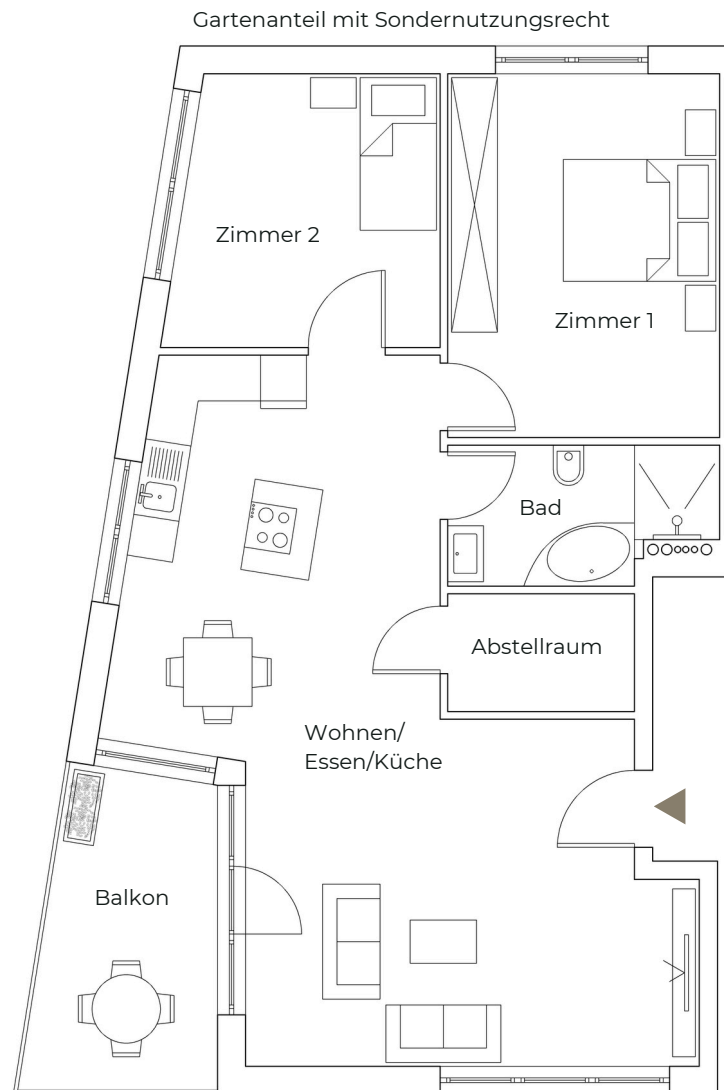 Gartenanteil mit Sondernutzungsrecht
Zimmer 2
Zimmer 1
Bad
Abstellraum
Wohnen/
Essen/Küche
Balkon